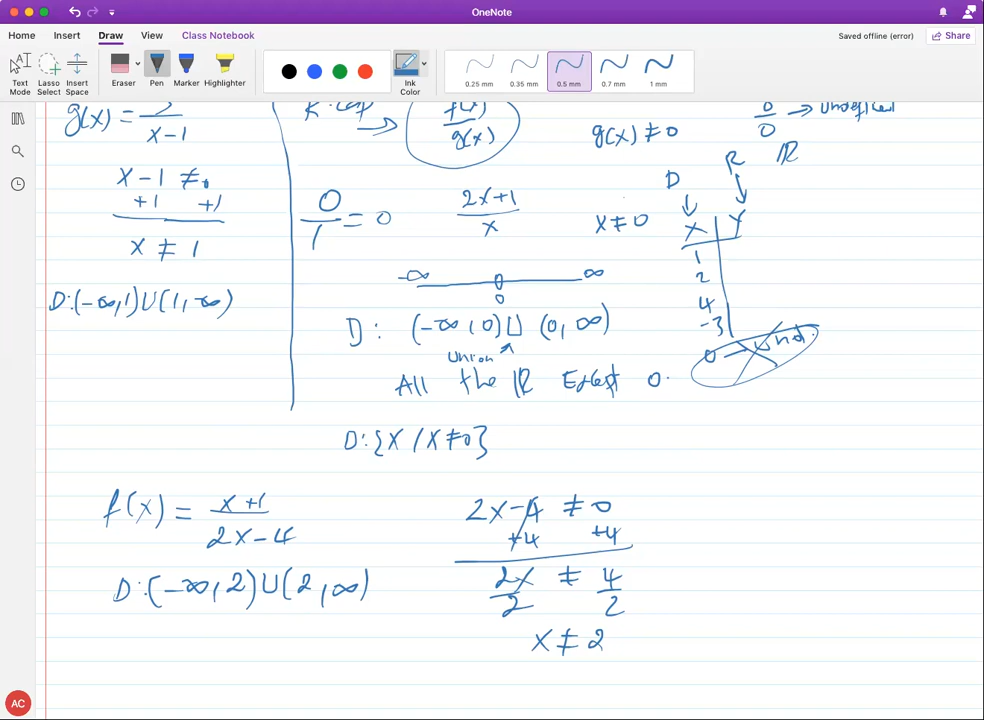 OneNote
Home Insert Draw View Class Notebook
Saved offline (error) Share
Text Mode
Lasso Select
Insert Space
Eraser
Pen
Marker
Highlighter
Ink Color
0.25 mm
0.35 mm
0.5 mm
0.7 mm
1 mm
g(x) =
x-1
x-1 ≠ 0
+1 +1
x ≠ 1
D:(-∞,1)U(1,∞)
f(x)
g(x)
g(x) ≠ 0
0/0 → undefined
ℝ
0/1 = 0
2x+1
x
x ≠ 0
D R
X Y
1
2
4
-3
0 → und.
-∞ 0 ∞
0
D: (-∞,0)U(0,∞)
Union
All the ℝ Except 0.
D:{X/X≠0}
f(x) = x+1
2x-4
D:(-∞,2)U(2,∞)
2x-4 ≠ 0
+4 +4
2x ≠ 4
2 2
x ≠ 2
AC